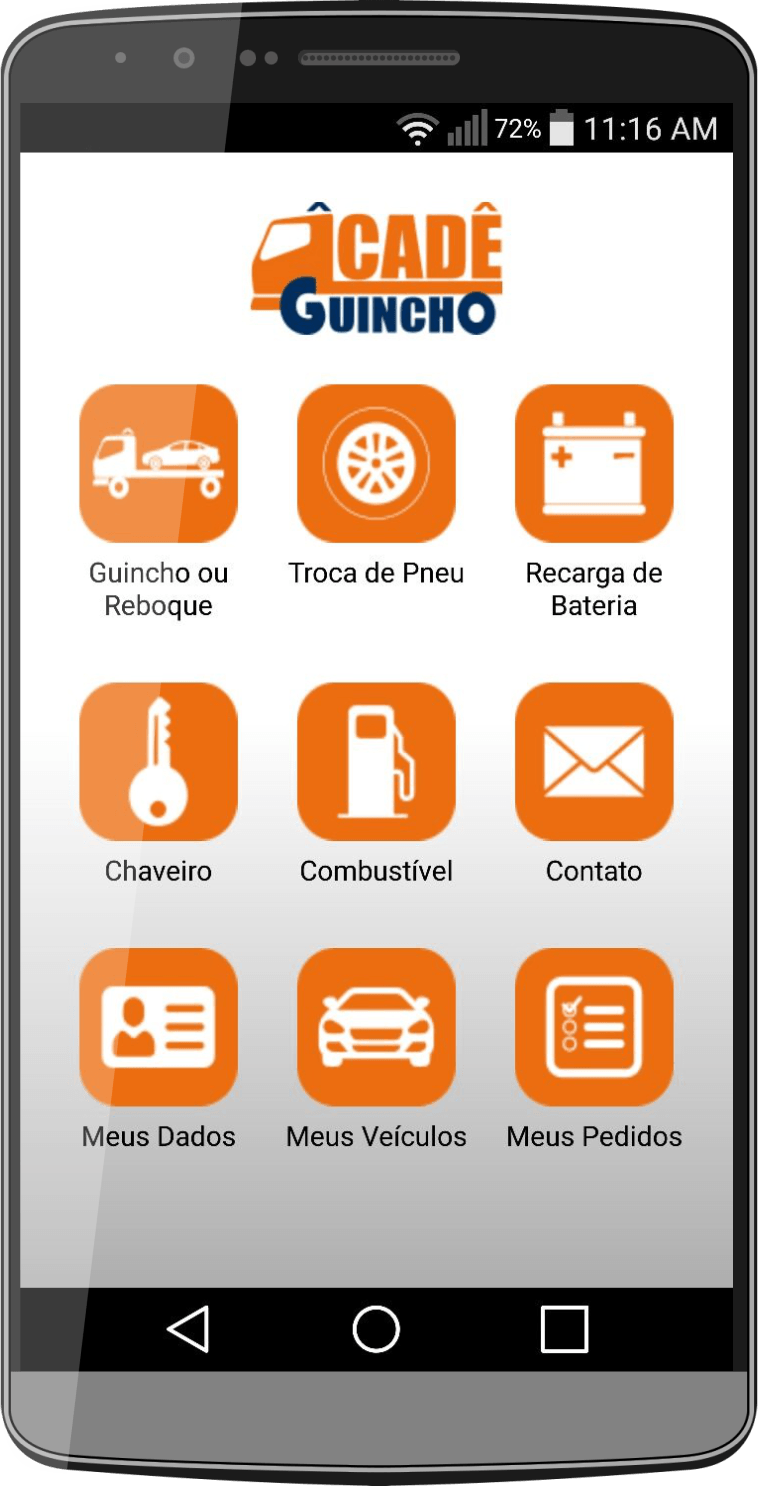 72% 11:16 AM
CADÊ
GUINCHO
Guincho ou
Reboque
Troca de Pneu
Recarga de
Bateria
Chaveiro
Combustível
Contato
Meus Dados
Meus Veículos
Meus Pedidos